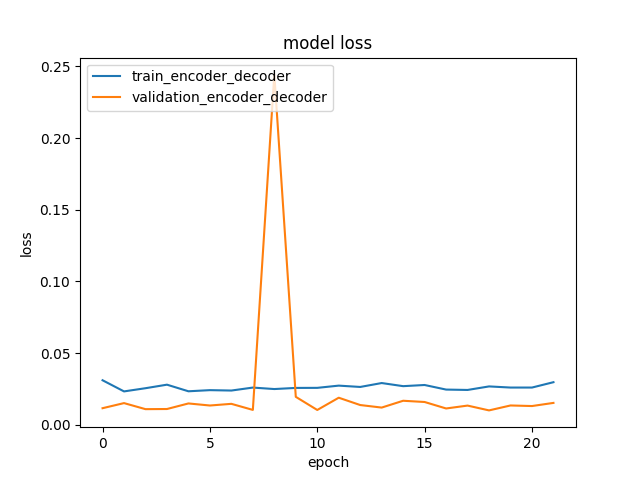 model loss
train_encoder_decoder
validation_encoder_decoder
0.25
0.20
0.15
0.10
0.05
0.00
loss
0
5
10
15
20
epoch